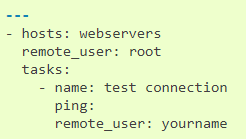 ---
- hosts: webservers
  remote_user: root
  tasks:
    - name: test connection
      ping:
      remote_user: yourname